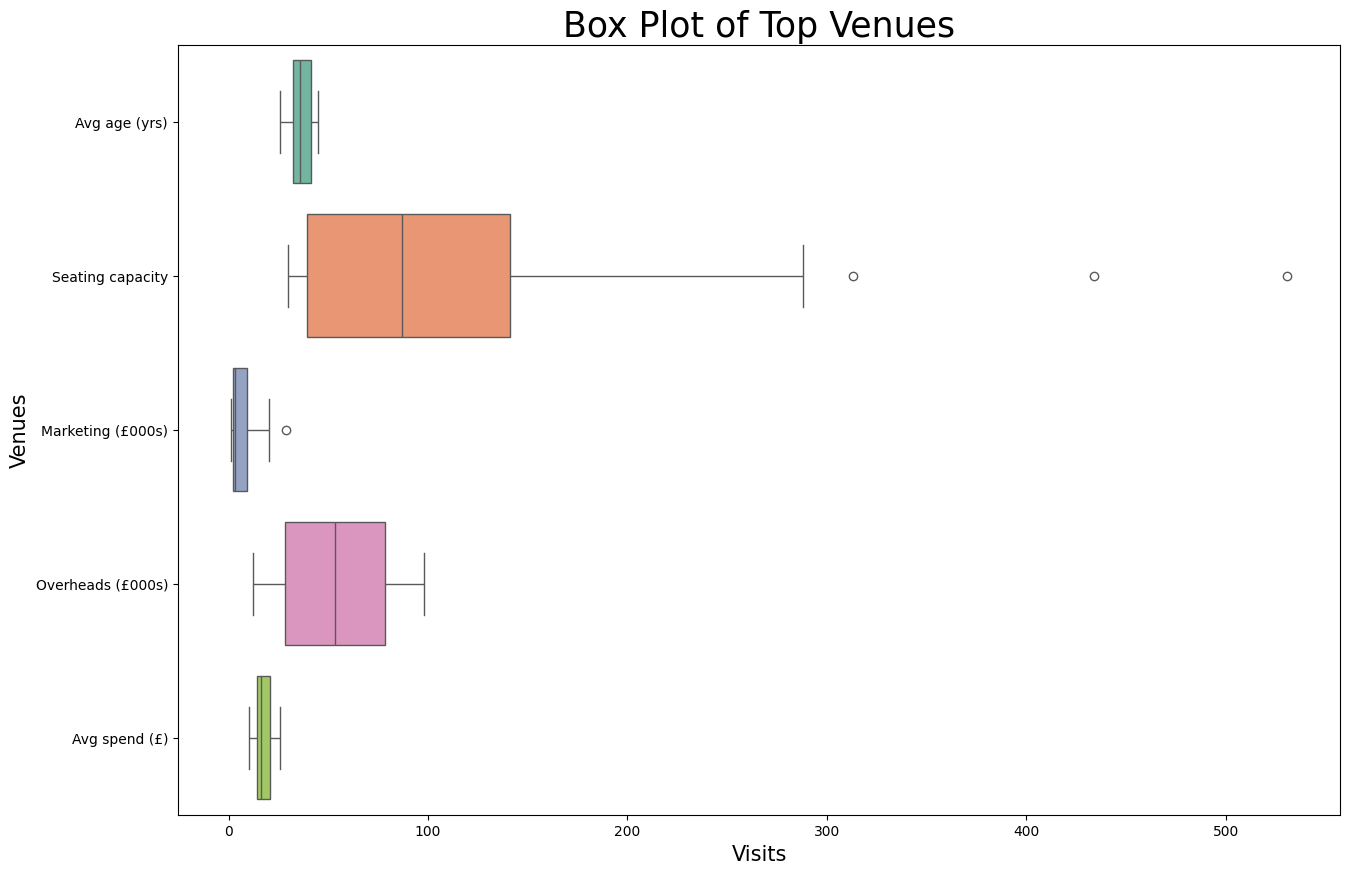 Box Plot of Top Venues
Avg age (yrs)
Seating capacity
Marketing (£000s)
Overheads (£000s)
Avg spend (£)
Venues
0 100 200 300 400 500
Visits